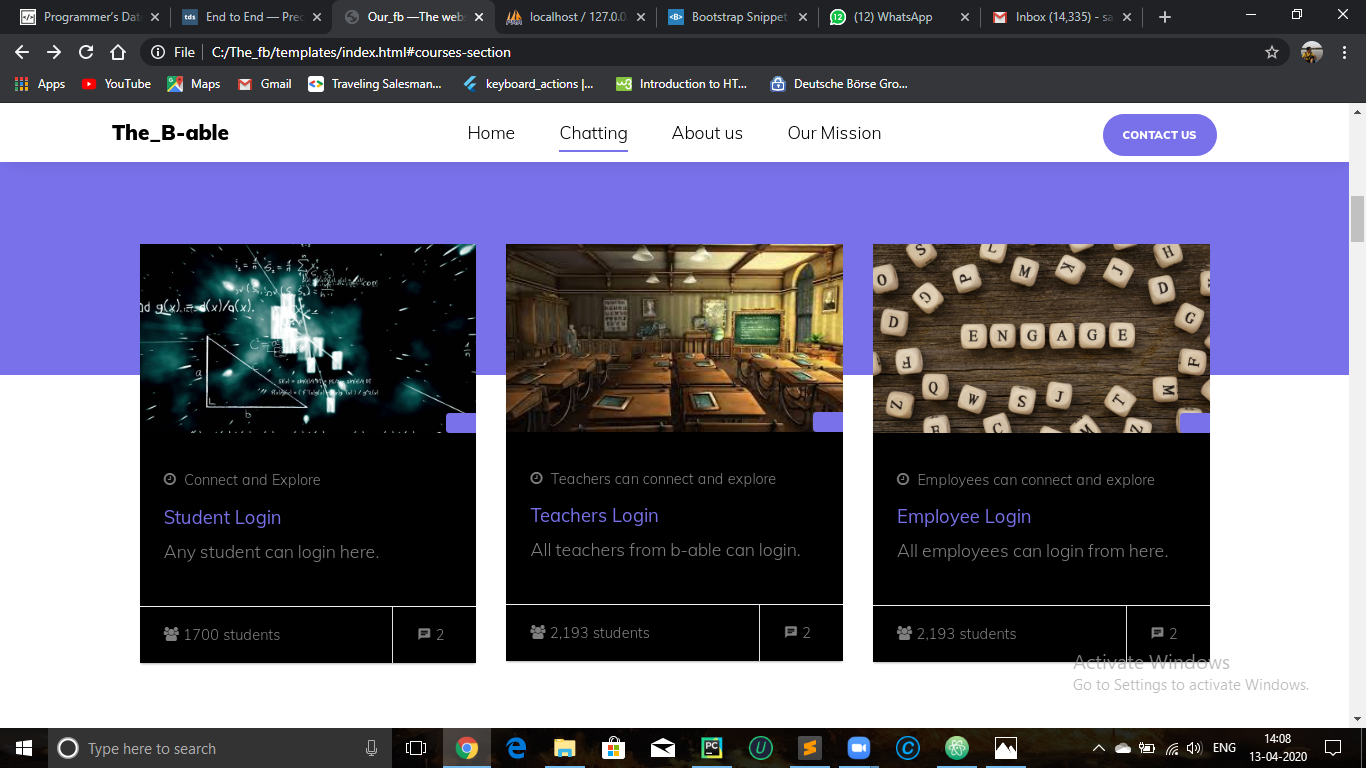 Programmer's Dat
End to End — Prec
Our_fb —The web
localhost / 127.0.0
Bootstrap Snippet
(12) WhatsApp
Inbox (14,335) - sa
File
C:/The_fb/templates/index.html#courses-section
Apps
YouTube
Maps
Gmail
Traveling Salesman...
keyboard_actions |...
Introduction to HT...
Deutsche Börse Gro...
The_B-able
Home
Chatting
About us
Our Mission
CONTACT US
ENGAGE
Connect and Explore
Student Login
Any student can login here.
1700 students
2
Teachers can connect and explore
Teachers Login
All teachers from b-able can login.
2,193 students
2
Employees can connect and explore
Employee Login
All employees can login from here.
2,193 students
2
Activate Windows
Go to Settings to activate Windows.
Type here to search
ENG
14:08
13-04-2020